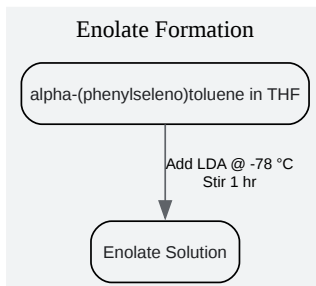 Enolate Formation
alpha-(phenylseleno)toluene in THF
Add LDA @ -78 °C
Stir 1 hr
Enolate Solution